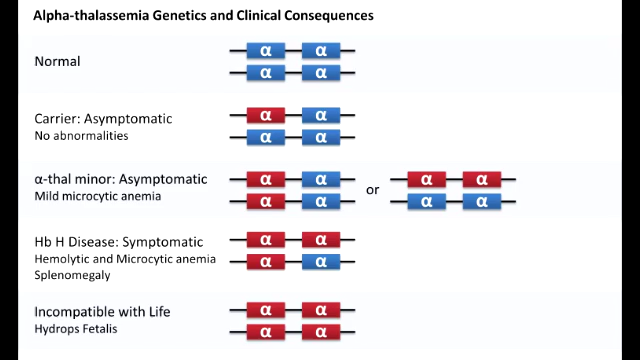 Alpha-thalassemia Genetics and Clinical Consequences
Normal
α α
α α
Carrier: Asymptomatic
No abnormalities
α α
α α
α-thal minor: Asymptomatic
Mild microcytic anemia
α α or α α
α α α α
Hb H Disease: Symptomatic
Hemolytic and Microcytic anemia
Splenomegaly
α α
α α
Incompatible with Life
Hydrops Fetalis
α α
α α